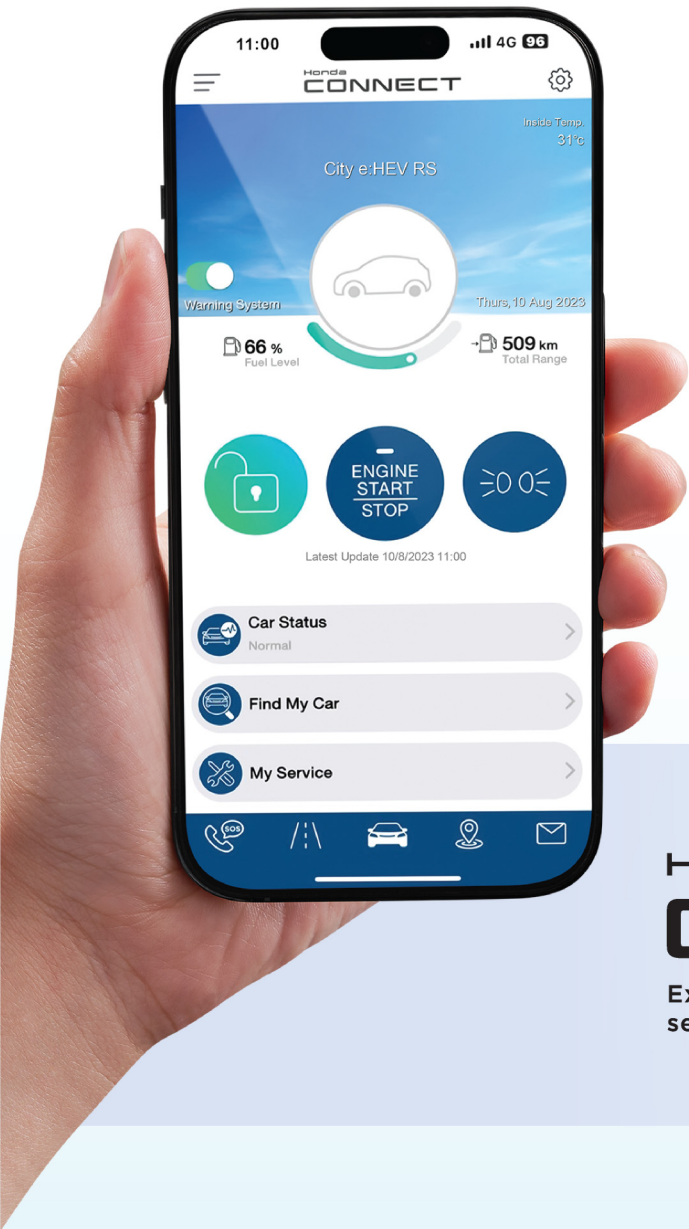 11:00 4G 96
Honda
CONNECT
Inside Temp.
31°c
City e:HEV RS
Warning System
Thurs,10 Aug 2023
66 %
Fuel Level
509 km
Total Range
ENGINE
START
STOP
Latest Update 10/8/2023 11:00
Car Status
Normal
Find My Car
My Service
SOS